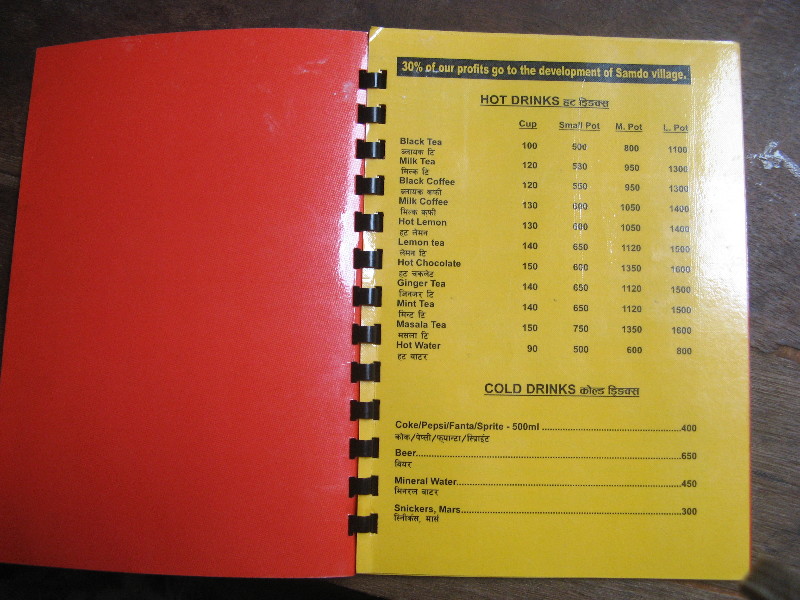 30% of our profits go to the development of Samdo village.
HOT DRINKS हट ड्रिङक्स
Cup Small Pot M. Pot L. Pot
Black Tea 100 500 800 1100
ब्लायक टि
Milk Tea 120 530 950 1300
मिल्क टि
Black Coffee 120 550 950 1300
ब्लायक कफी
Milk Coffee 130 600 1050 1400
मिल्क कफी
Hot Lemon 130 600 1050 1400
हट लेमन
Lemon tea 140 650 1120 1500
लेमन टि
Hot Chocolate 150 600 1350 1600
हट चकलेट
Ginger Tea 140 650 1120 1500
जिनजर टि
Mint Tea 140 650 1120 1500
मिन्ट टि
Masala Tea 150 750 1350 1600
मसला टि
Hot Water 90 500 600 800
हट वाटर
COLD DRINKS कोल्ड ड्रिङक्स
Coke/Pepsi/Fanta/Sprite - 500ml ........ 400
कोक/पेप्सी/फ्यान्टा/स्प्राईट
Beer........ 650
बियर
Mineral Water........ 450
मिनरल वाटर
Snickers, Mars........ 300
स्निीकंस, मार्स